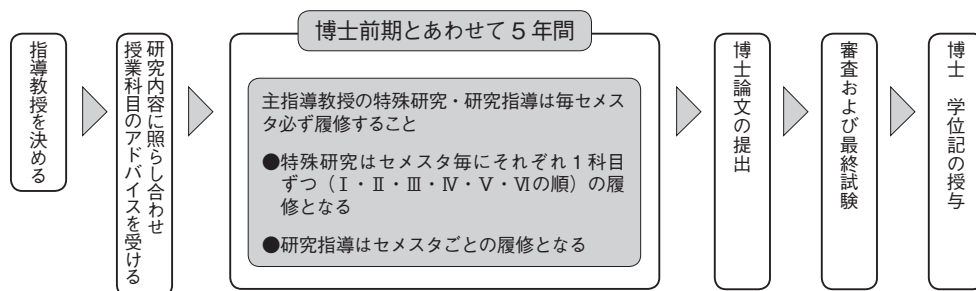 指導教授を決める
研究内容に照らし合わせ
授業科目のアドバイスを受ける
博士前期とあわせて５年間
主指導教授の特殊研究・研究指導は毎セメス
タ必ず履修すること
●特殊研究はセメスタ毎にそれぞれ１科目
ずつ（Ⅰ・Ⅱ・Ⅲ・Ⅳ・Ⅴ・Ⅵの順）の履
修となる
●研究指導はセメスタごとの履修となる
博士論文の提出
審査および最終試験
博士　学位記の授与